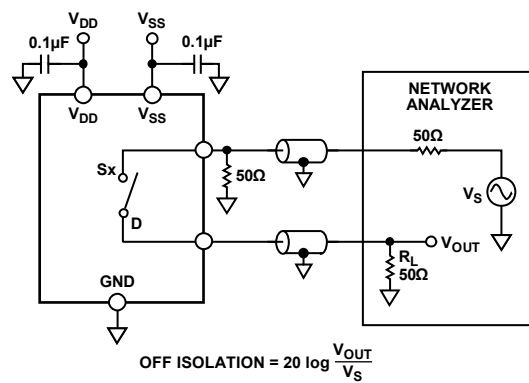 VDD
VSS
0.1µF
0.1µF
VDD
VSS
NETWORK
ANALYZER
50Ω
Sx
50Ω
VS
D
VOUT
RL
50Ω
GND
OFF ISOLATION = 20 log VOUT
VS